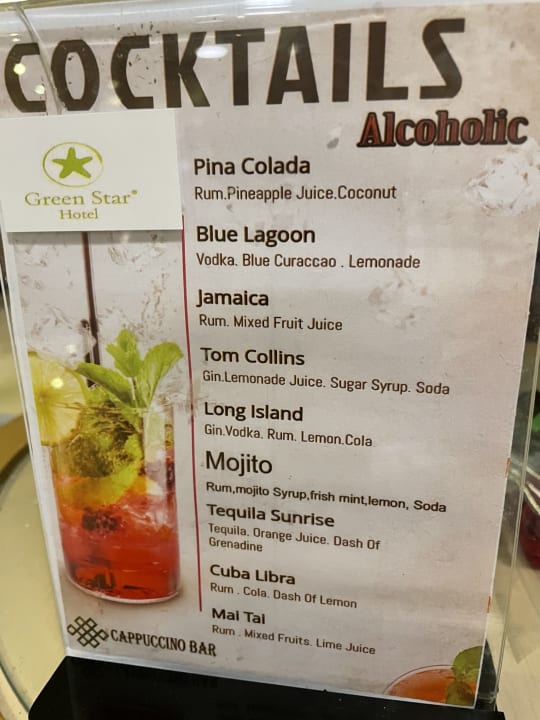 COCKTAILS
Alcoholic
Green Star®
Hotel
Pina Colada
Rum.Pineapple Juice.Coconut
Blue Lagoon
Vodka. Blue Curaccao . Lemonade
Jamaica
Rum. Mixed Fruit Juice
Tom Collins
Gin.Lemonade Juice. Sugar Syrup. Soda
Long Island
Gin.Vodka. Rum. Lemon.Cola
Mojito
Rum,mojito Syrup,frish mint,lemon, Soda
Tequila Sunrise
Tequila. Orange Juice. Dash Of
Grenadine
Cuba Libra
Rum . Cola. Dash Of Lemon
Mai Tai
Rum . Mixed Fruits. Lime Juice
CAPPUCCINO BAR